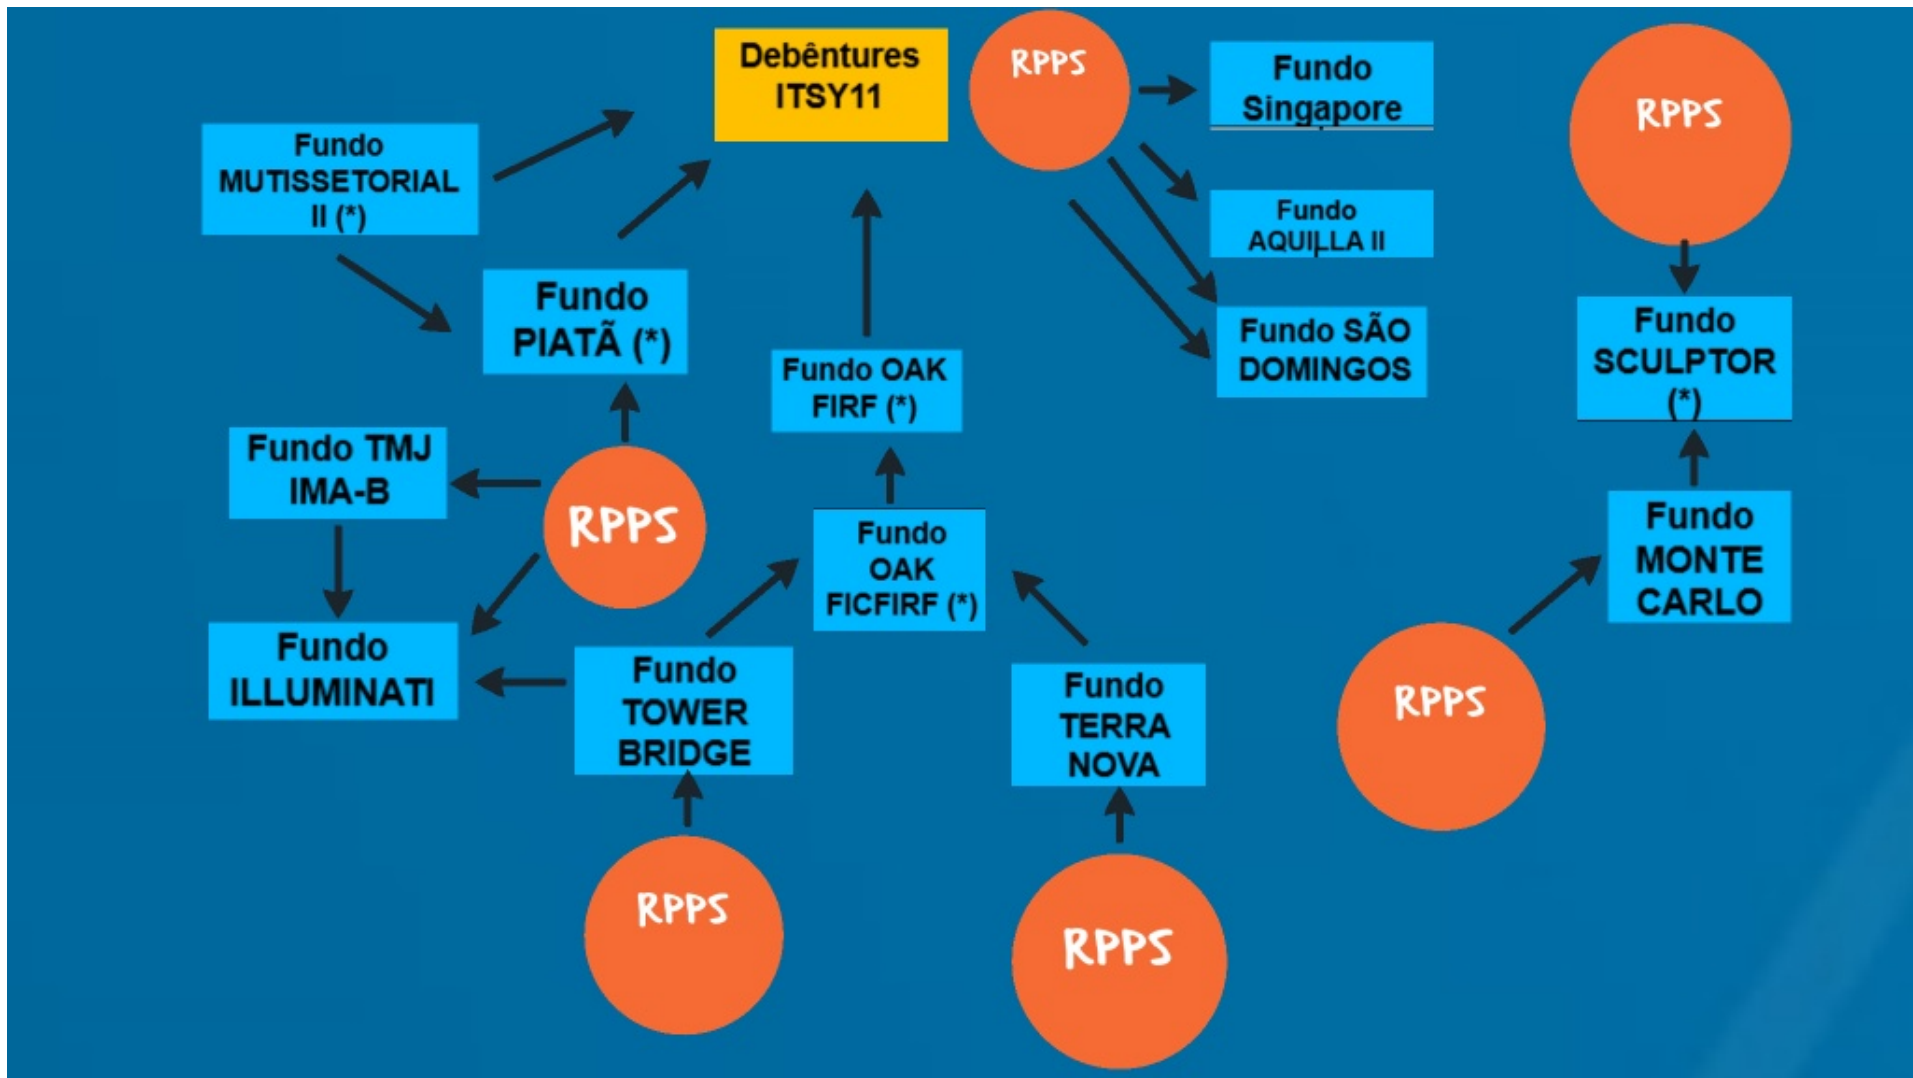 Debêntures
ITSY11
RPPS
Fundo
Singapore
RPPS
Fundo
MUTISSETORIAL
II (*)
Fundo
AQUILLA II
Fundo
PIATÃ (*)
Fundo SÃO
DOMINGOS
Fundo
SCULPTOR
(*)
Fundo OAK
FIRF (*)
Fundo TMJ
IMA-B
RPPS
Fundo
OAK
FICFIRF (*)
Fundo
MONTE
CARLO
Fundo
ILLUMINATI
Fundo
TOWER
BRIDGE
Fundo
TERRA
NOVA
RPPS
RPPS
RPPS